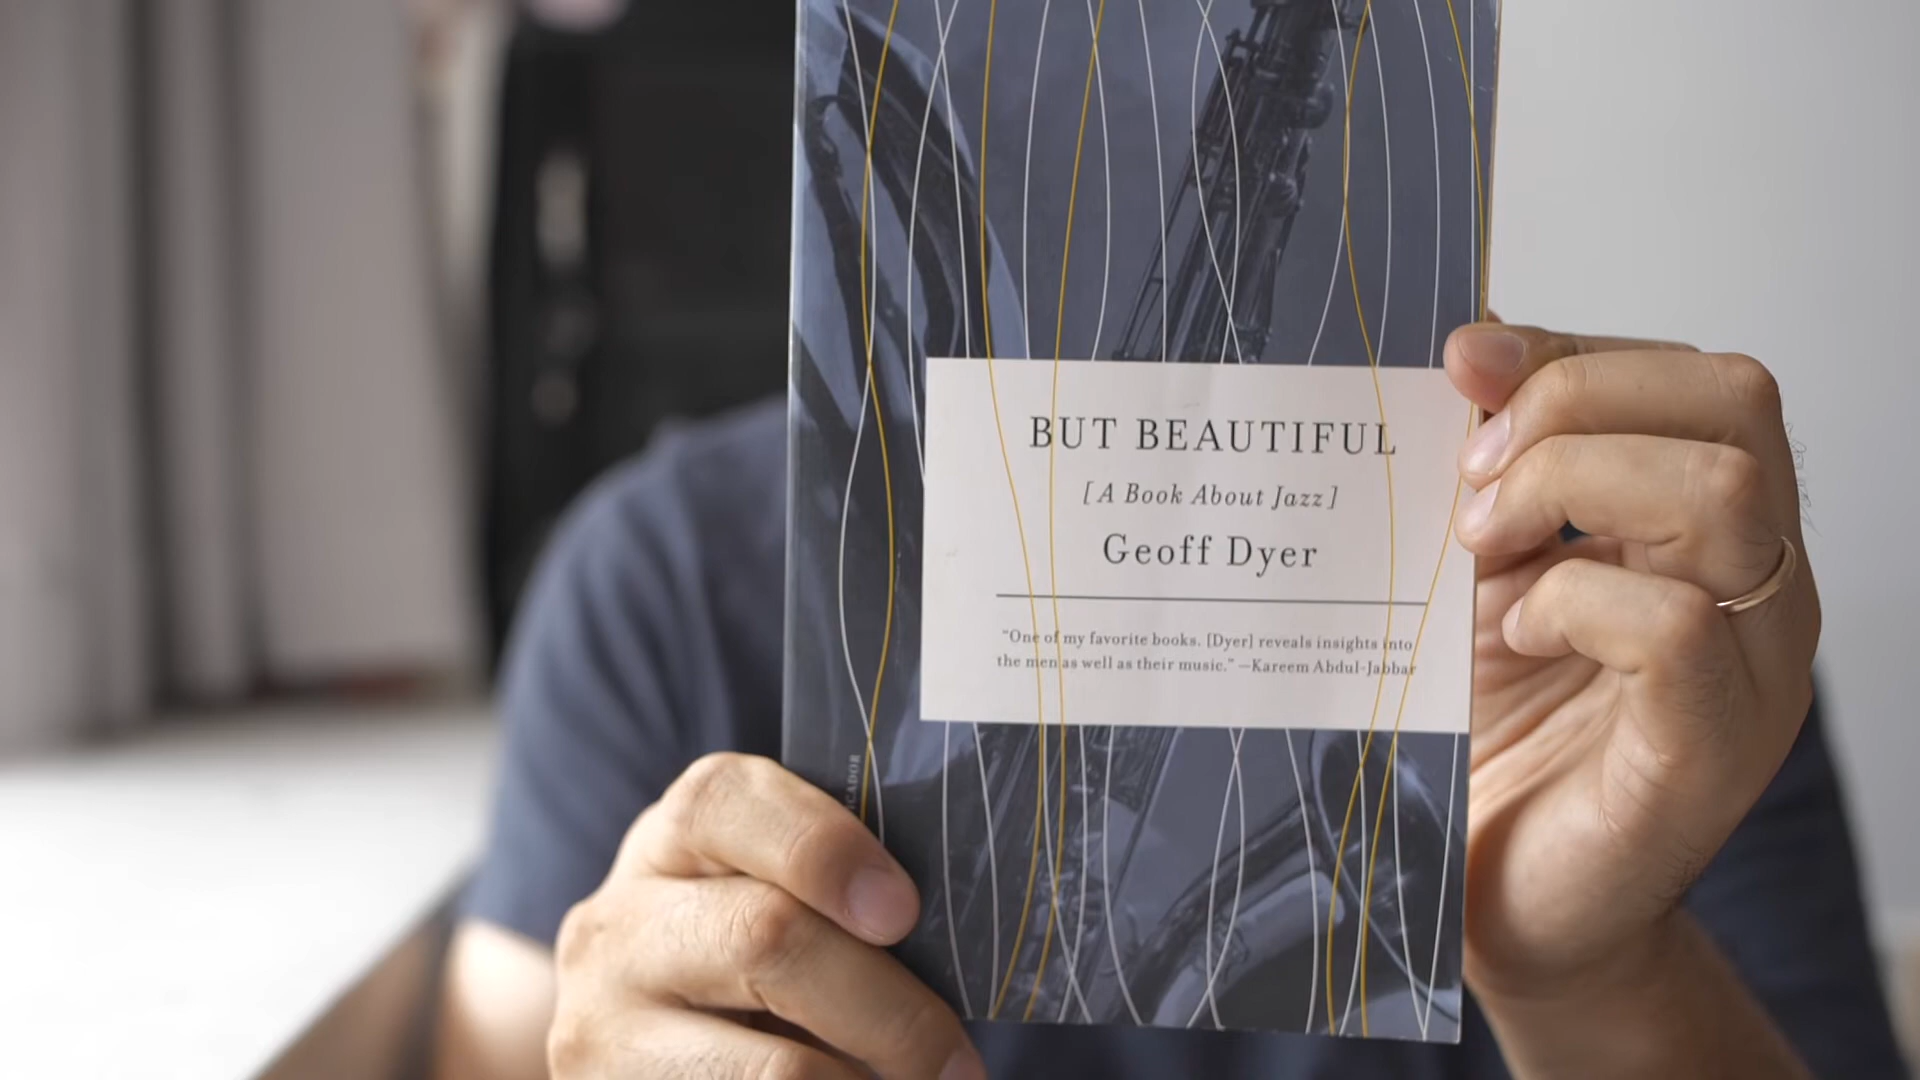 BUT BEAUTIFUL
[A Book About Jazz]
Geoff Dyer
“One of my favorite books. [Dyer] reveals insights into
the men as well as their music.” —Kareem Abdul-Jabbar